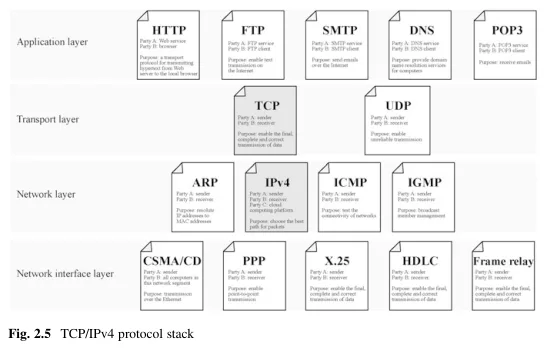 HTTP
Party A: Web service
Party B: browser
Purpose: a transport
protocol for transmitting
hypertext from Web
server to the local browser
FTP
Party A: FTP service
Party B: FTP client
Purpose: enable text
transmission on
the Internet
SMTP
Party A: SMTP service
Party B: SMTP client
Purpose: send emails
over the Internet
DNS
Party A: DNS service
Party B: DNS client
Purpose: provide domain
name resolution services
for computers
POP3
Party A: POP3 service
Party B: POP3 client
Purpose: receive emails
Application layer
TCP
Party A: sender
Party B: receiver
Purpose: enable the final,
complete and correct
transmission of data
UDP
Party A: sender
Party B: receiver
Purpose: enable
unreliable transmission
Transport layer
ARP
Party A: sender
Party B: receiver
Purpose: resolute
IP addresses to
MAC addresses
IPv4
Party A: sender
Party B: receiver
Party C: cloud
computing platform
Purpose: choose the best
path for packets
ICMP
Party A: sender
Party B: receiver
Purpose: test the
connectivity of networks
IGMP
Party A: sender
Party B: receiver
Purpose: broadcast
member management
Network layer
CSMA/CD
Party A: sender
Party B: all computers in
this network segment
Purpose: transmission
over the Ethernet
PPP
Party A: sender
Party B: receiver
Purpose: enable
point-to-point
transmission
X.25
Party A: sender
Party B: receiver
Purpose: enable the final,
complete and correct
transmission of data
HDLC
Party A: sender
Party B: receiver
Purpose: enable the final,
complete and correct
transmission of data
Frame relay
Party A: sender
Party B: receiver
Purpose: enable the final,
complete and correct
transmission of data
Network interface layer
Fig. 2.5 TCP/IPv4 protocol stack